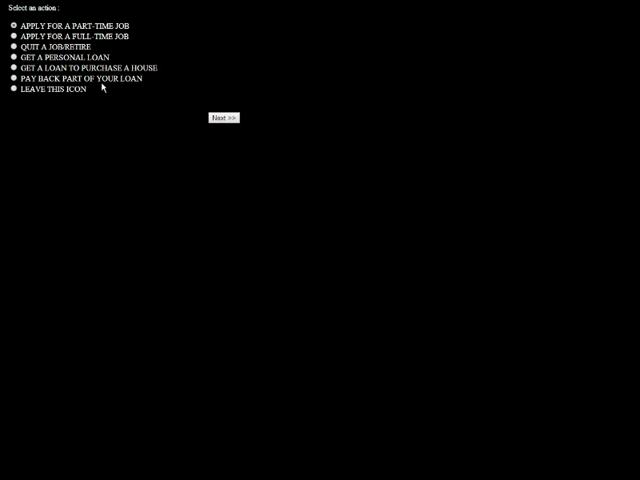 Select an action :
APPLY FOR A PART-TIME JOB
APPLY FOR A FULL-TIME JOB
QUIT A JOB/RETIRE
GET A PERSONAL LOAN
GET A LOAN TO PURCHASE A HOUSE
PAY BACK PART OF YOUR LOAN
LEAVE THIS ICON
Next >>